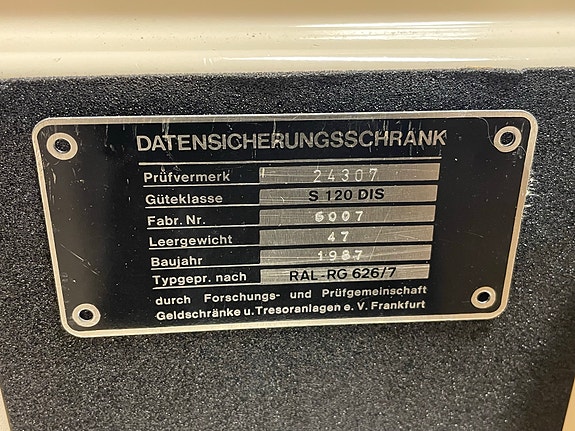 DATENSICHERUNGSSCHRANK
Prüfvermerk 24307
Güteklasse S 120 DIS
Fabr. Nr. 6007
Leergewicht 47
Baujahr 1987
Typgepr. nach RAL-RG 626/7
durch Forschungs- und Prüfgemeinschaft
Geldschränke u. Tresoranlagen e. V. Frankfurt